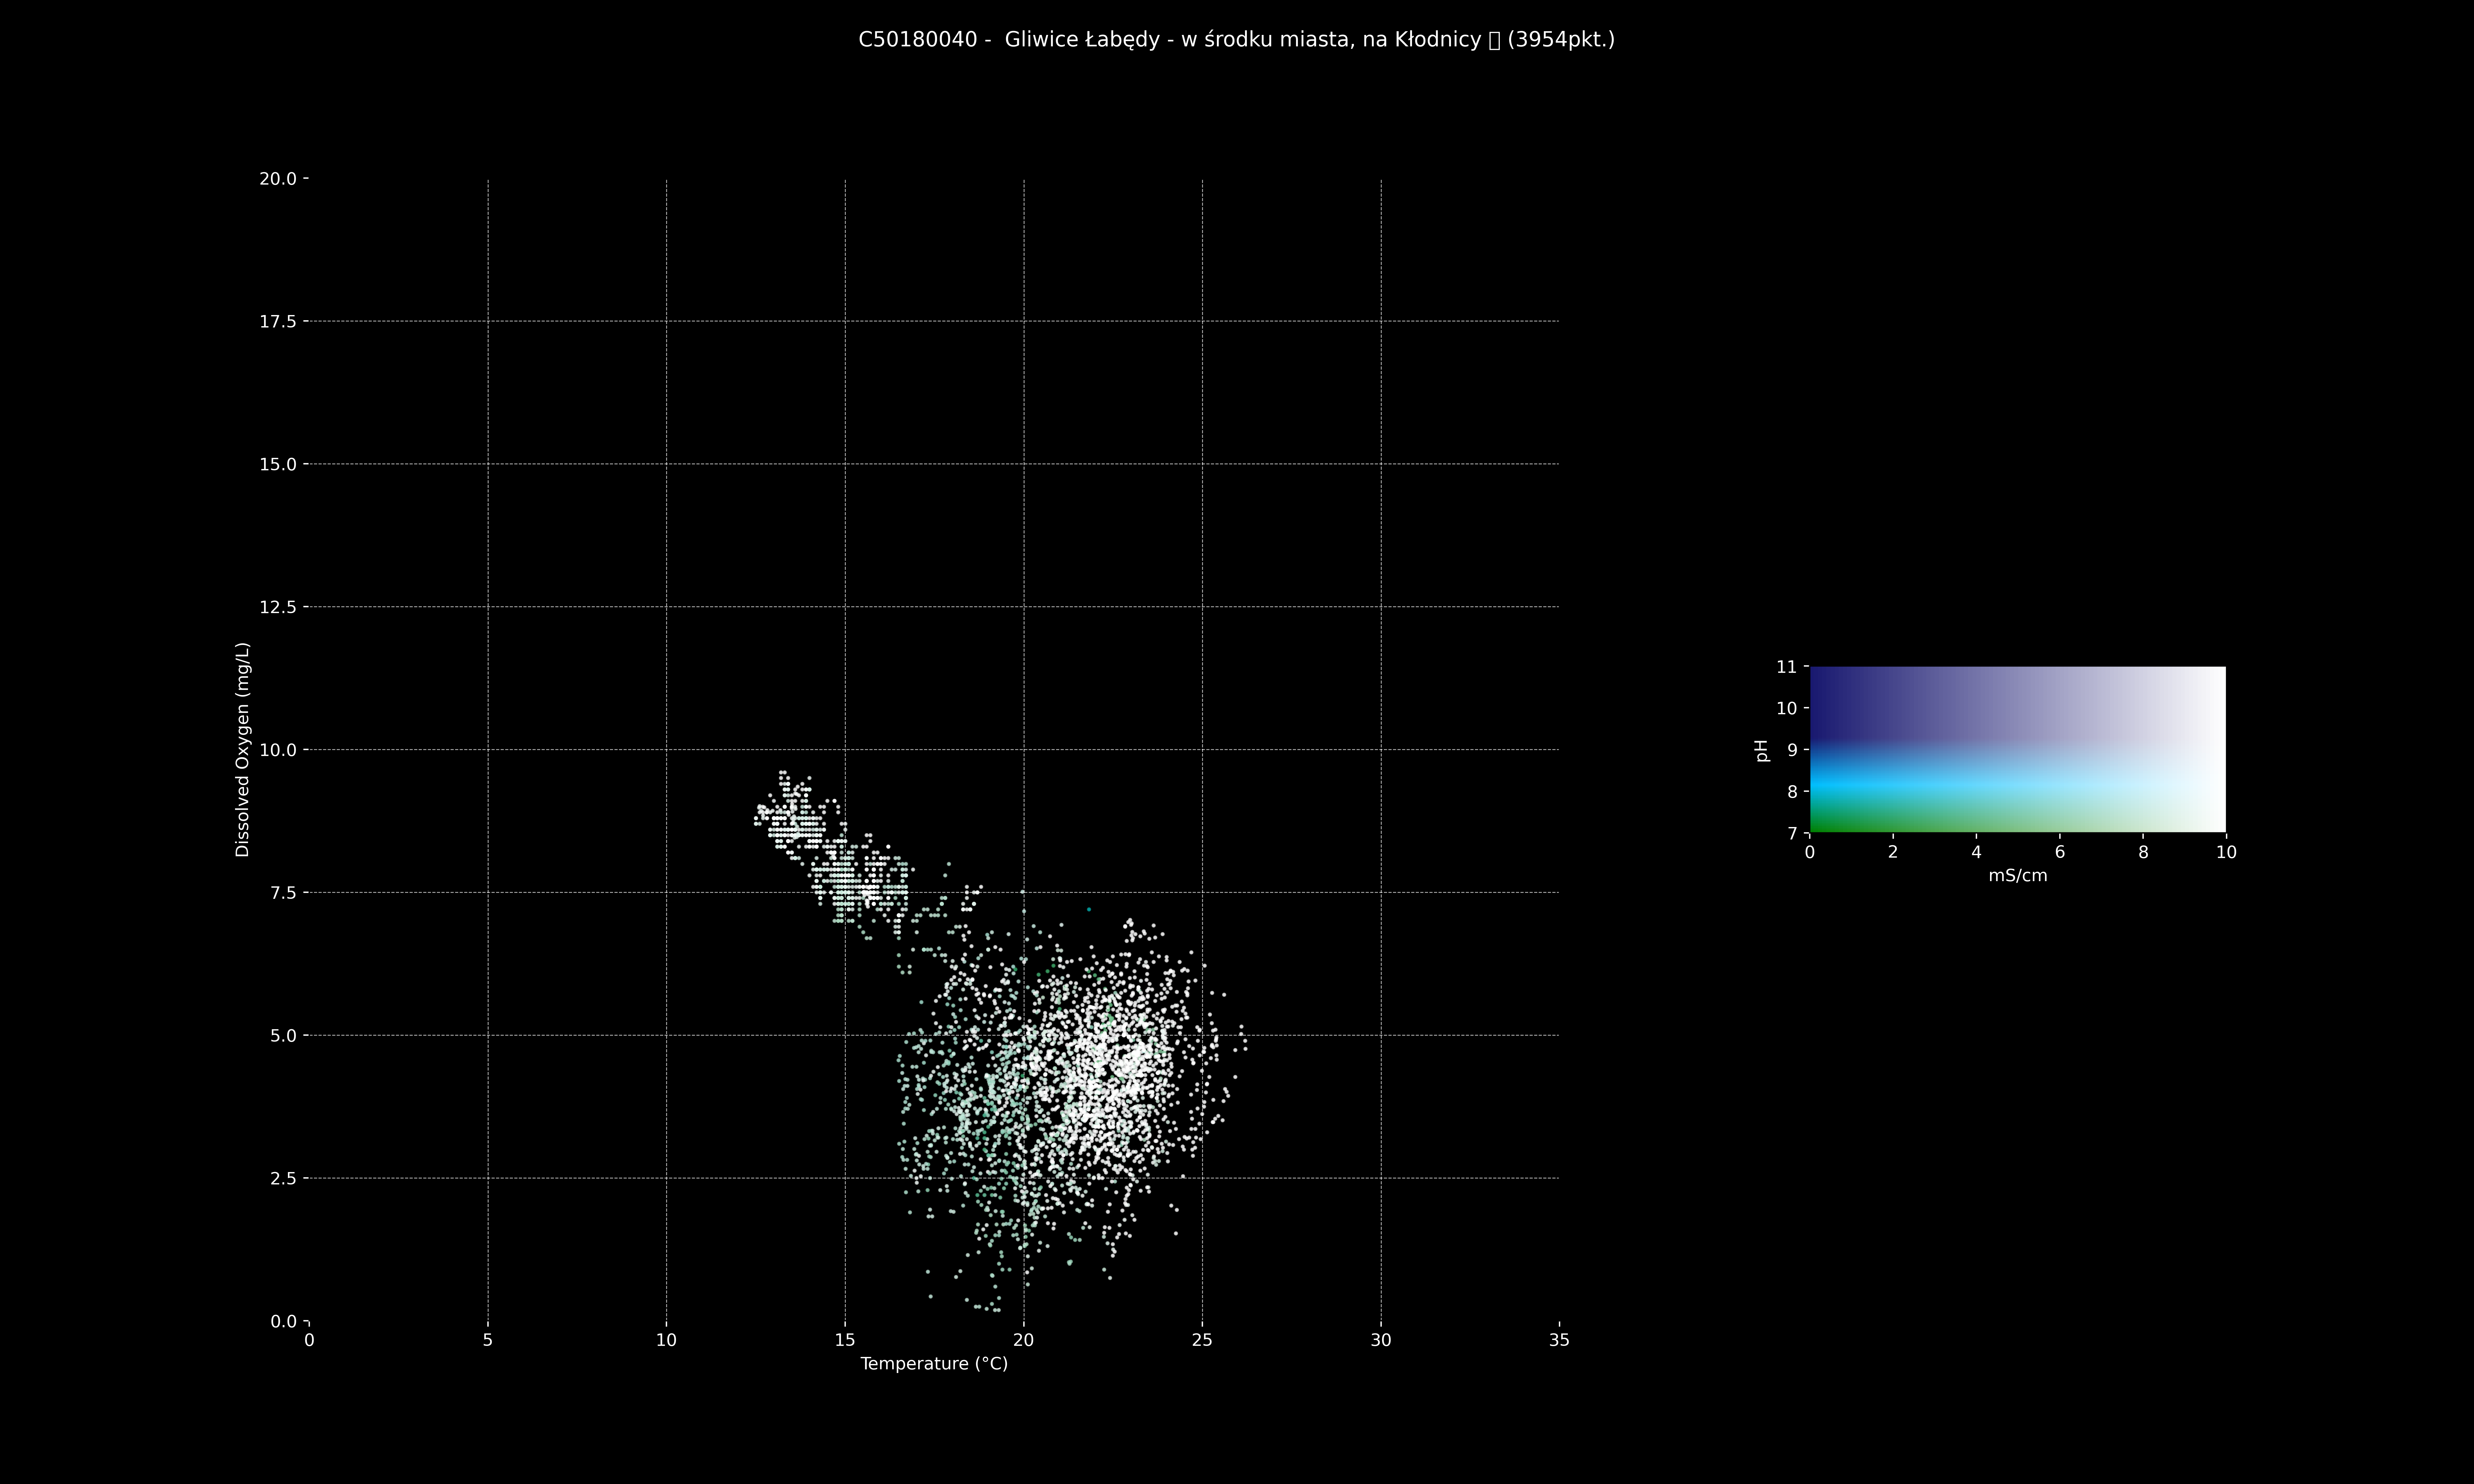 C50180040 -  Gliwice Łabędy - w środku miasta, na Kłodnicy ▯ (3954pkt.)
20.0
17.5
15.0
12.5
10.0
7.5
5.0
2.5
0.0
Dissolved Oxygen (mg/L)
0 5 10 15 20 25 30 35
Temperature (°C)
11
10
9
8
7
pH
0 2 4 6 8 10
mS/cm